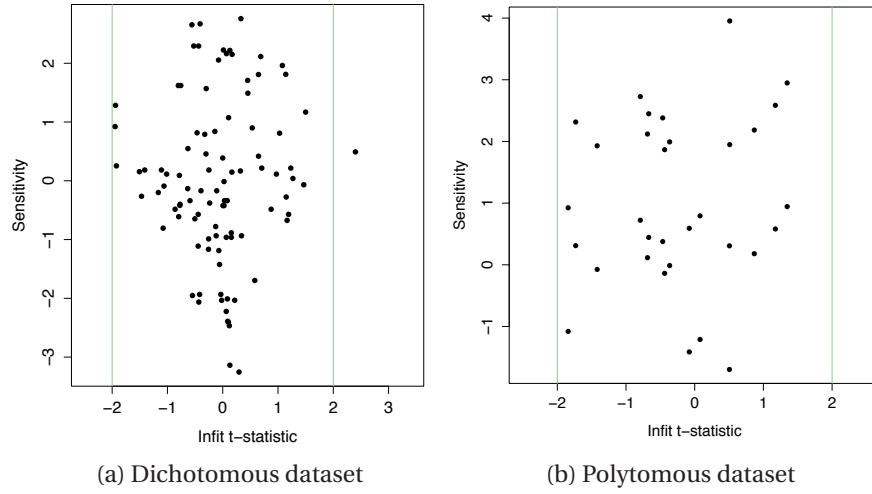 2
1
0
−1
−2
−3
Sensitivity
−2 −1 0 1 2 3
Infit t−statistic
(a) Dichotomous dataset
4
3
2
1
0
−1
Sensitivity
−2 −1 0 1 2
Infit t−statistic
(b) Polytomous dataset